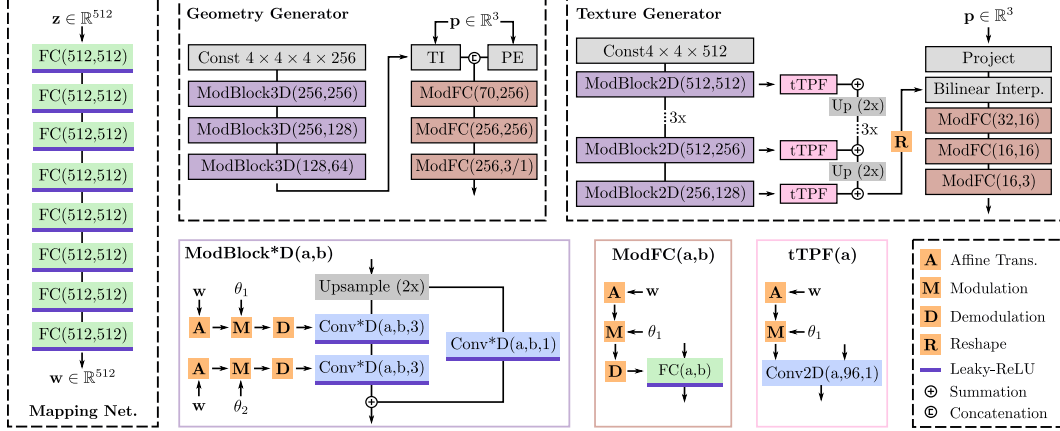 z ∈ ℝ⁵¹²
FC(512,512)
FC(512,512)
FC(512,512)
FC(512,512)
FC(512,512)
FC(512,512)
FC(512,512)
FC(512,512)
w ∈ ℝ⁵¹²
Mapping Net.
Geometry Generator
p ∈ ℝ³
Const 4 × 4 × 4 × 256
TI
C
PE
ModBlock3D(256,256)
ModFC(70,256)
ModBlock3D(256,128)
ModFC(256,256)
ModBlock3D(128,64)
ModFC(256,3/1)
Texture Generator
p ∈ ℝ³
Const4 × 4 × 512
Project
ModBlock2D(512,512)
tTPF
Bilinear Interp.
Up (2x)
3x
3x
ModFC(32,16)
R
ModBlock2D(512,256)
tTPF
ModFC(16,16)
Up (2x)
ModBlock2D(256,128)
tTPF
ModFC(16,3)
ModBlock*D(a,b)
Upsample (2x)
w
θ₁
A
M
D
Conv*D(a,b,3)
Conv*D(a,b,1)
A
M
D
Conv*D(a,b,3)
w
θ₂
ModFC(a,b)
A
w
M
θ₁
D
FC(a,b)
tTPF(a)
A
w
M
θ₁
Conv2D(a,96,1)
A Affine Trans.
M Modulation
D Demodulation
R Reshape
Leaky-ReLU
Summation
C Concatenation